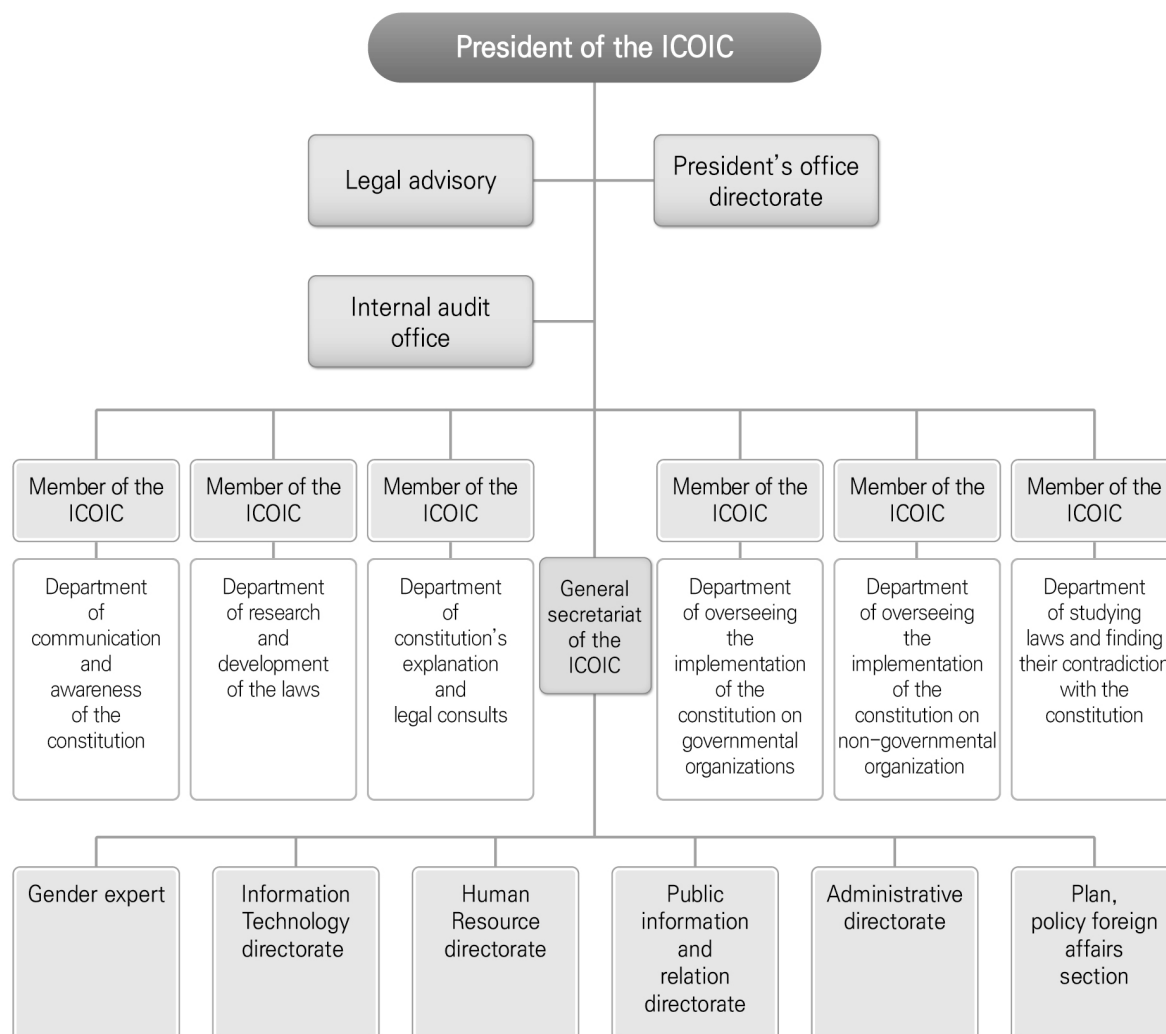 President of the ICOIC
Legal advisory
President's office
directorate
Internal audit
office
Member of the
ICOIC
Member of the
ICOIC
Member of the
ICOIC
Member of the
ICOIC
Member of the
ICOIC
Member of the
ICOIC
Department
of
communication
and
awareness
of the
constitution
Department
of research
and
development
of the laws
Department
of
constitution's
explanation
and
legal consults
General
secretariat
of the
ICOIC
Department
of overseeing
the
implementation
of the
constitution on
governmental
organizations
Department
of overseeing
the
implementation
of the
constitution on
non-governmental
organization
Department
of studying
laws and finding
their contradiction
with the
constitution
Gender expert
Information
Technology
directorate
Human
Resource
directorate
Public
information
and
relation
directorate
Administrative
directorate
Plan,
policy foreign
affairs
section